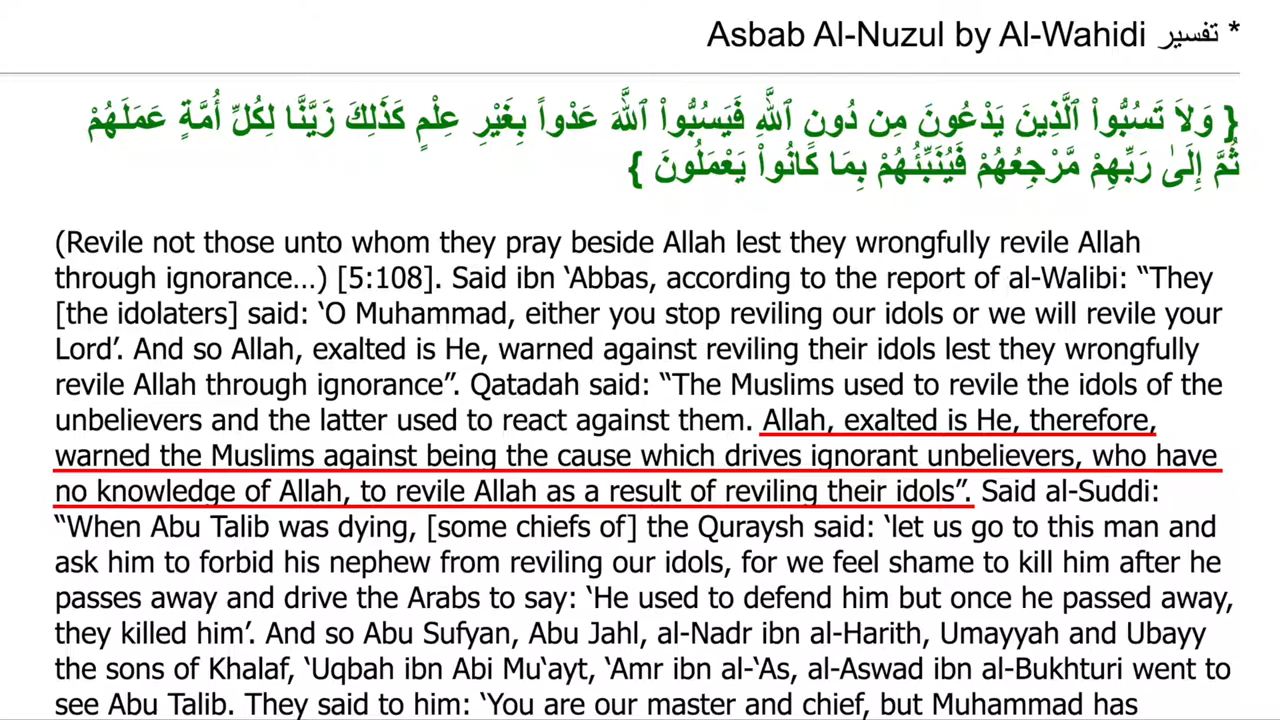 * تفسير Asbab Al-Nuzul by Al-Wahidi
{ وَلاَ تَسُبُّواْ ٱلَّذِينَ يَدْعُونَ مِن دُونِ ٱللَّهِ فَيَسُبُّواْ ٱللَّهَ عَدْواً بِغَيْرِ عِلْمٍ كَذَلِكَ زَيَّنَّا لِكُلِّ أُمَّةٍ عَمَلَهُمْ
ثُمَّ إِلَىٰ رَبِّهِمْ مَّرْجِعُهُمْ فَيُنَبِّئُهُمْ بِمَا كَانُواْ يَعْمَلُونَ }
(Revile not those unto whom they pray beside Allah lest they wrongfully revile Allah
through ignorance…) [5:108]. Said ibn ‘Abbas, according to the report of al-Walibi: “They
[the idolaters] said: ‘O Muhammad, either you stop reviling our idols or we will revile your
Lord’. And so Allah, exalted is He, warned against reviling their idols lest they wrongfully
revile Allah through ignorance”. Qatadah said: “The Muslims used to revile the idols of the
unbelievers and the latter used to react against them. Allah, exalted is He, therefore,
warned the Muslims against being the cause which drives ignorant unbelievers, who have
no knowledge of Allah, to revile Allah as a result of reviling their idols”. Said al-Suddi:
“When Abu Talib was dying, [some chiefs of] the Quraysh said: ‘let us go to this man and
ask him to forbid his nephew from reviling our idols, for we feel shame to kill him after he
passes away and drive the Arabs to say: ‘He used to defend him but once he passed away,
they killed him’. And so Abu Sufyan, Abu Jahl, al-Nadr ibn al-Harith, Umayyah and Ubayy
the sons of Khalaf, ‘Uqbah ibn Abi Mu‘ayt, ‘Amr ibn al-‘As, al-Aswad ibn al-Bukhturi went to
see Abu Talib. They said to him: ‘You are our master and chief, but Muhammad has